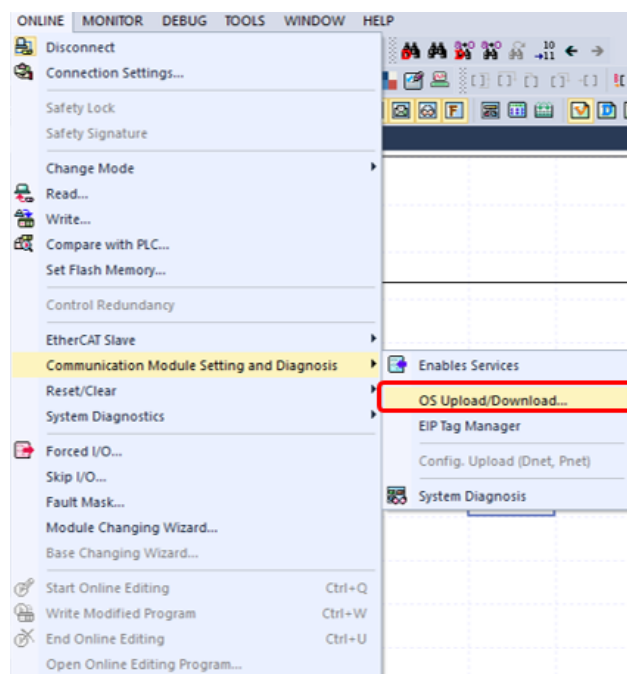 ONLINE MONITOR DEBUG TOOLS WINDOW HELP
Disconnect
Connection Settings...
Safety Lock
Safety Signature
Change Mode
Read...
Write...
Compare with PLC...
Set Flash Memory...
Control Redundancy
EtherCAT Slave
Communication Module Setting and Diagnosis
Reset/Clear
System Diagnostics
Forced I/O...
Skip I/O...
Fault Mask...
Module Changing Wizard...
Base Changing Wizard...
Start Online Editing Ctrl+Q
Write Modified Program Ctrl+W
End Online Editing Ctrl+U
Open Online Editing Program...
Enables Services
OS Upload/Download...
EIP Tag Manager
Config. Upload (Dnet, Pnet)
System Diagnosis